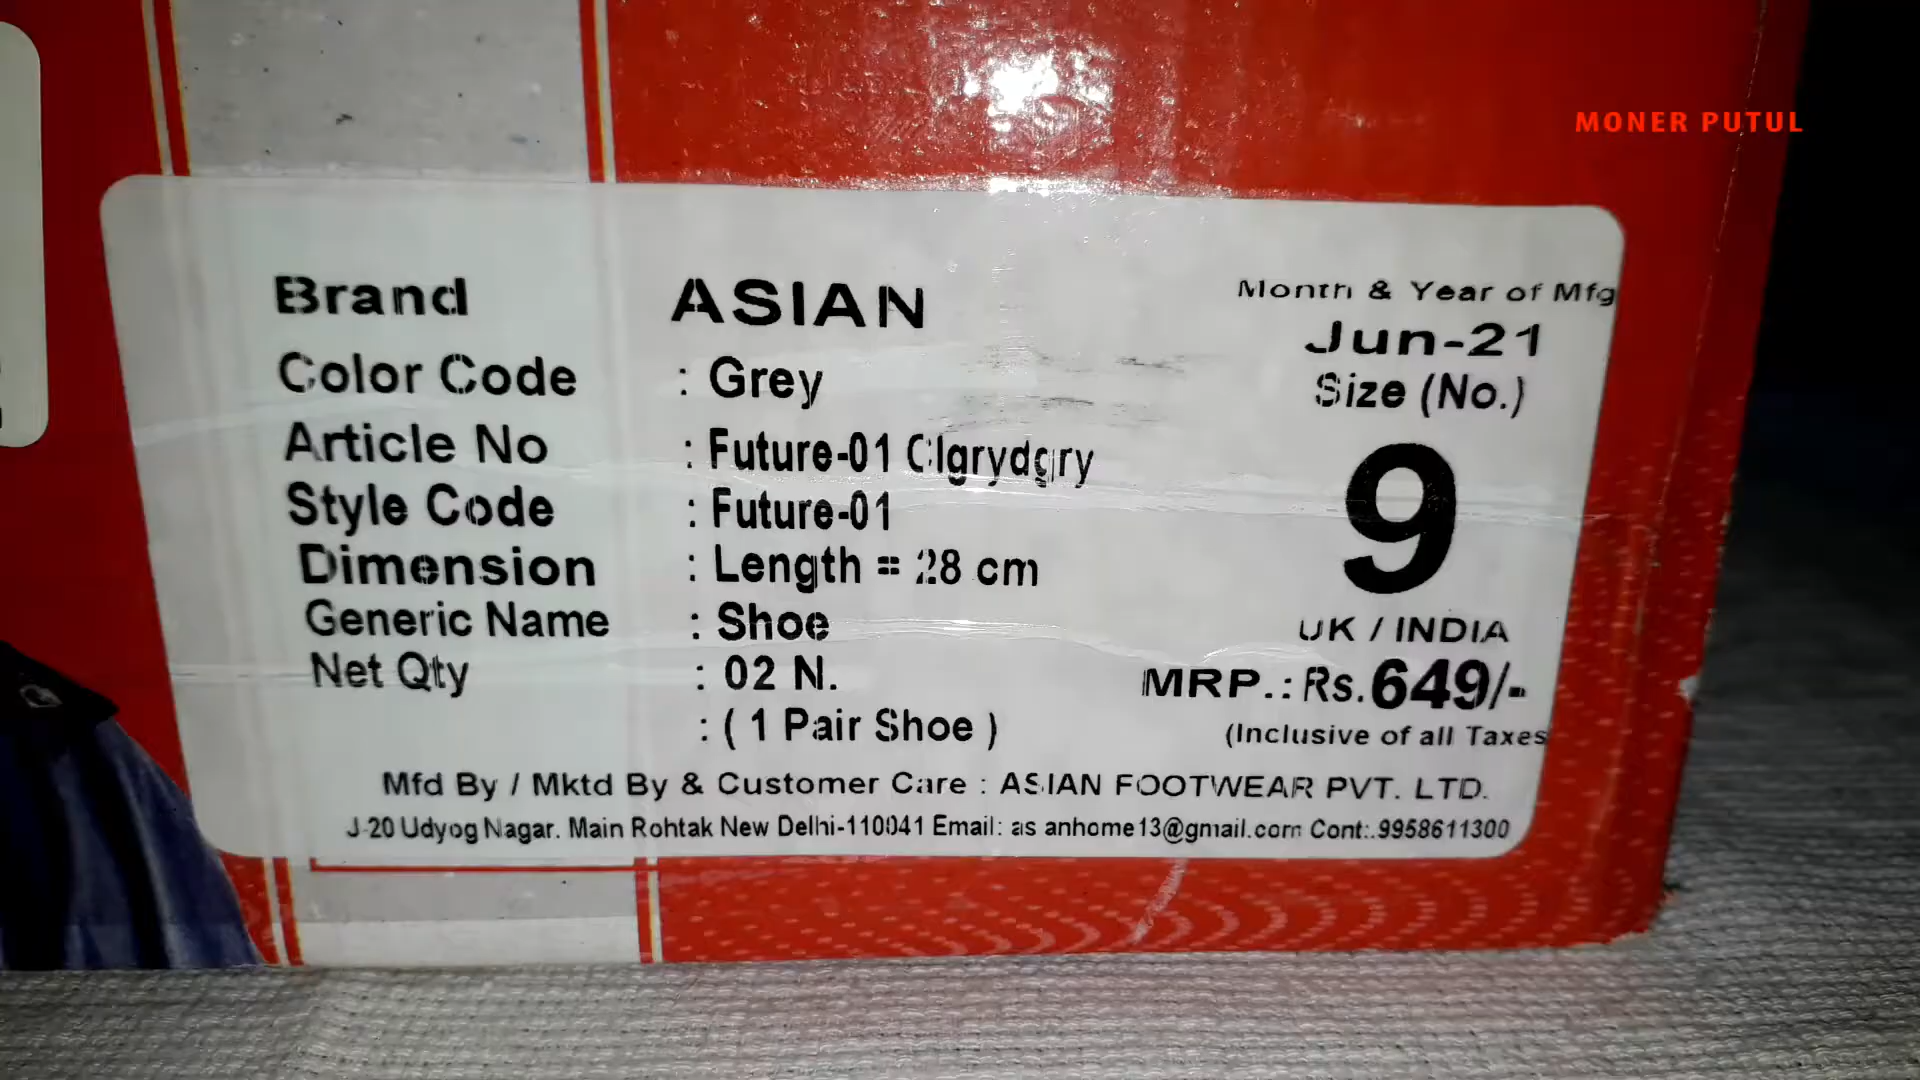 MONER PUTUL
Brand ASIAN
Month & Year of Mfg
Jun-21
Color Code : Grey
Size (No.)
Article No : Future-01 Clgrydgry
9
Style Code : Future-01
Dimension : Length = 28 cm
Generic Name : Shoe
UK / INDIA
Net Qty : 02 N.
MRP.: Rs.649/-
: ( 1 Pair Shoe )
(Inclusive of all Taxes
Mfd By / Mktd By & Customer Care : ASIAN FOOTWEAR PVT. LTD.
J-20 Udyog Nagar. Main Rohtak New Delhi-110041 Email: as anhome13@gmail.com Cont:.9958611300